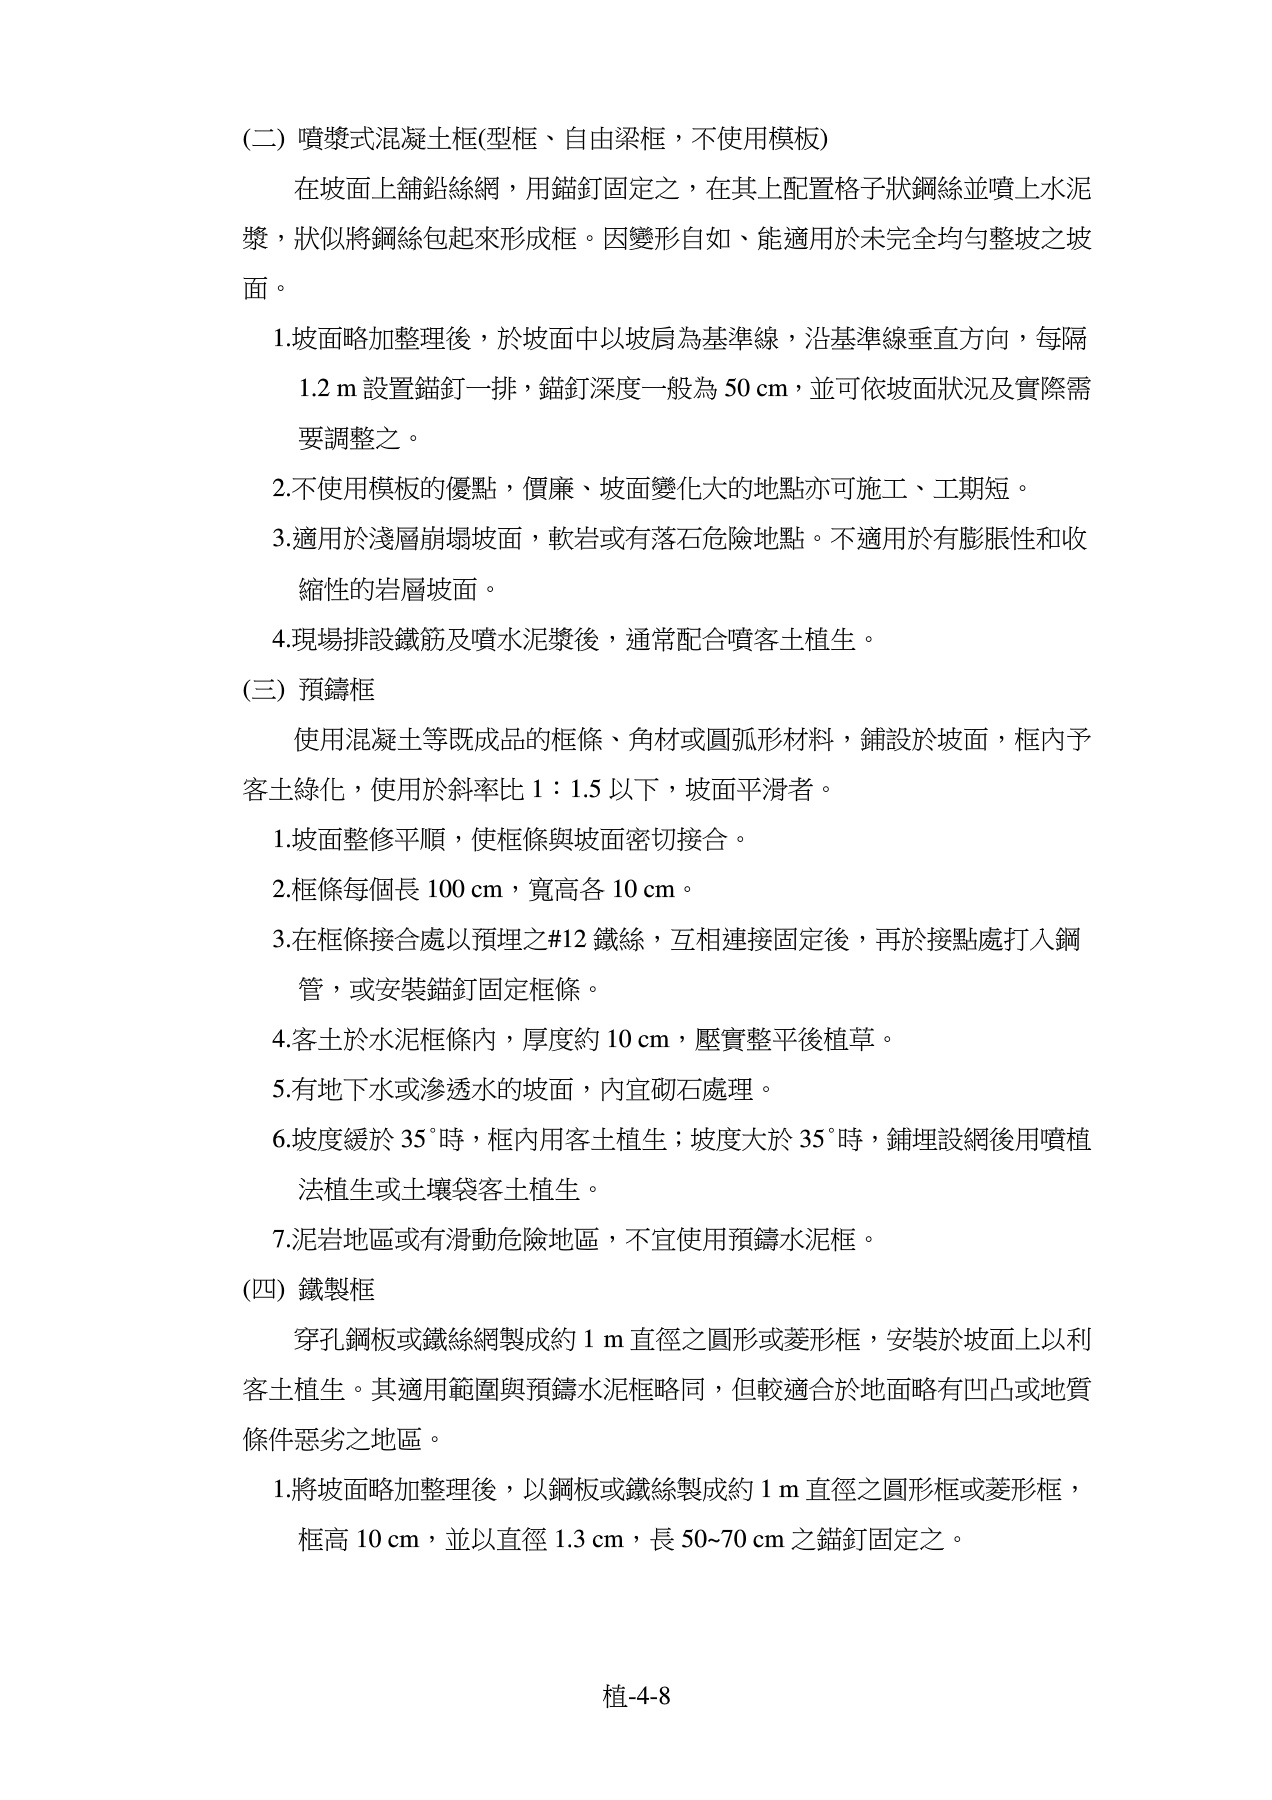 (二) 噴漿式混凝土框(型框、自由梁框，不使用模板)
在坡面上舖鉛絲網，用錨釘固定之，在其上配置格子狀鋼絲並噴上水泥
漿，狀似將鋼絲包起來形成框。因變形自如、能適用於未完全均勻整坡之坡
面。
1.坡面略加整理後，於坡面中以坡肩為基準線，沿基準線垂直方向，每隔
1.2 m 設置錨釘一排，錨釘深度一般為 50 cm，並可依坡面狀況及實際需
要調整之。
2.不使用模板的優點，價廉、坡面變化大的地點亦可施工、工期短。
3.適用於淺層崩塌坡面，軟岩或有落石危險地點。不適用於有膨脹性和收
縮性的岩層坡面。
4.現場排設鐵筋及噴水泥漿後，通常配合噴客土植生。
(三) 預鑄框
使用混凝土等既成品的框條、角材或圓弧形材料，鋪設於坡面，框內予
客土綠化，使用於斜率比 1：1.5 以下，坡面平滑者。
1.坡面整修平順，使框條與坡面密切接合。
2.框條每個長 100 cm，寬高各 10 cm。
3.在框條接合處以預埋之#12 鐵絲，互相連接固定後，再於接點處打入鋼
管，或安裝錨釘固定框條。
4.客土於水泥框條內，厚度約 10 cm，壓實整平後植草。
5.有地下水或滲透水的坡面，內宜砌石處理。
6.坡度緩於 35°時，框內用客土植生；坡度大於 35°時，鋪埋設網後用噴植
法植生或土壤袋客土植生。
7.泥岩地區或有滑動危險地區，不宜使用預鑄水泥框。
(四) 鐵製框
穿孔鋼板或鐵絲網製成約 1 m 直徑之圓形或菱形框，安裝於坡面上以利
客土植生。其適用範圍與預鑄水泥框略同，但較適合於地面略有凹凸或地質
條件惡劣之地區。
1.將坡面略加整理後，以鋼板或鐵絲製成約 1 m 直徑之圓形框或菱形框，
框高 10 cm，並以直徑 1.3 cm，長 50~70 cm 之錨釘固定之。
植-4-8